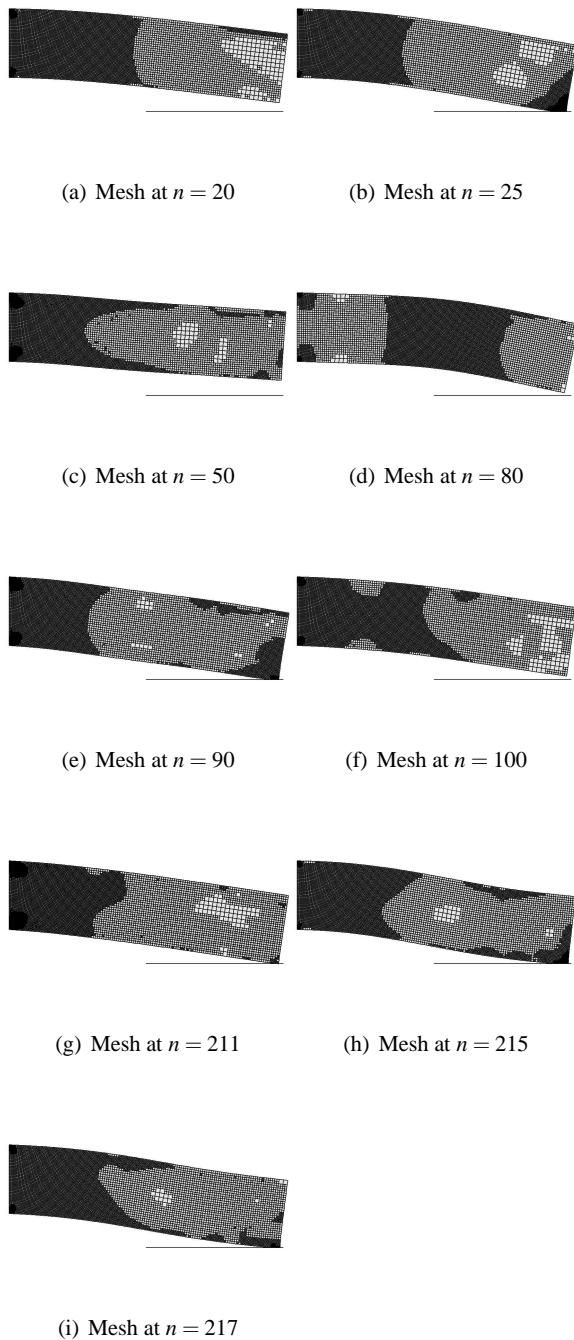 (a) Mesh at n = 20
(b) Mesh at n = 25
(c) Mesh at n = 50
(d) Mesh at n = 80
(e) Mesh at n = 90
(f) Mesh at n = 100
(g) Mesh at n = 211
(h) Mesh at n = 215
(i) Mesh at n = 217